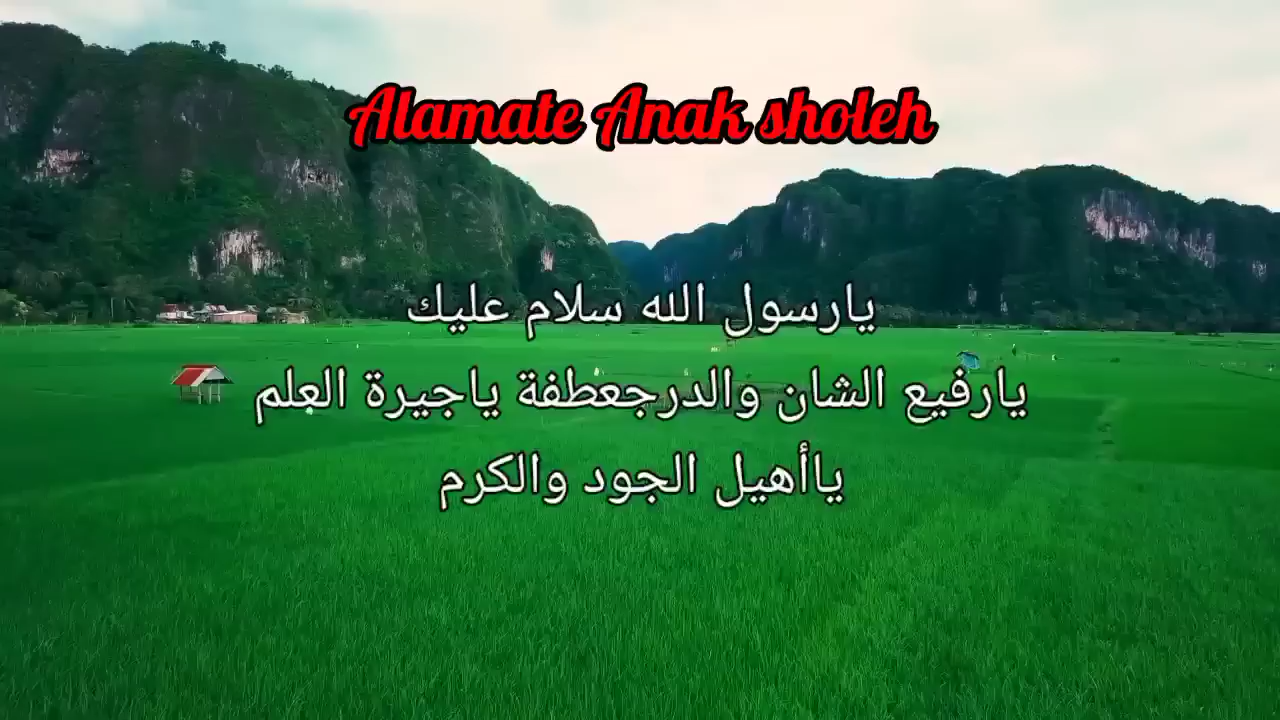 Alamate Anak sholeh
يارسول الله سلام عليك
يارفيع الشان والدرجعطفة ياجيرة العلم
ياأهيل الجود والكرم